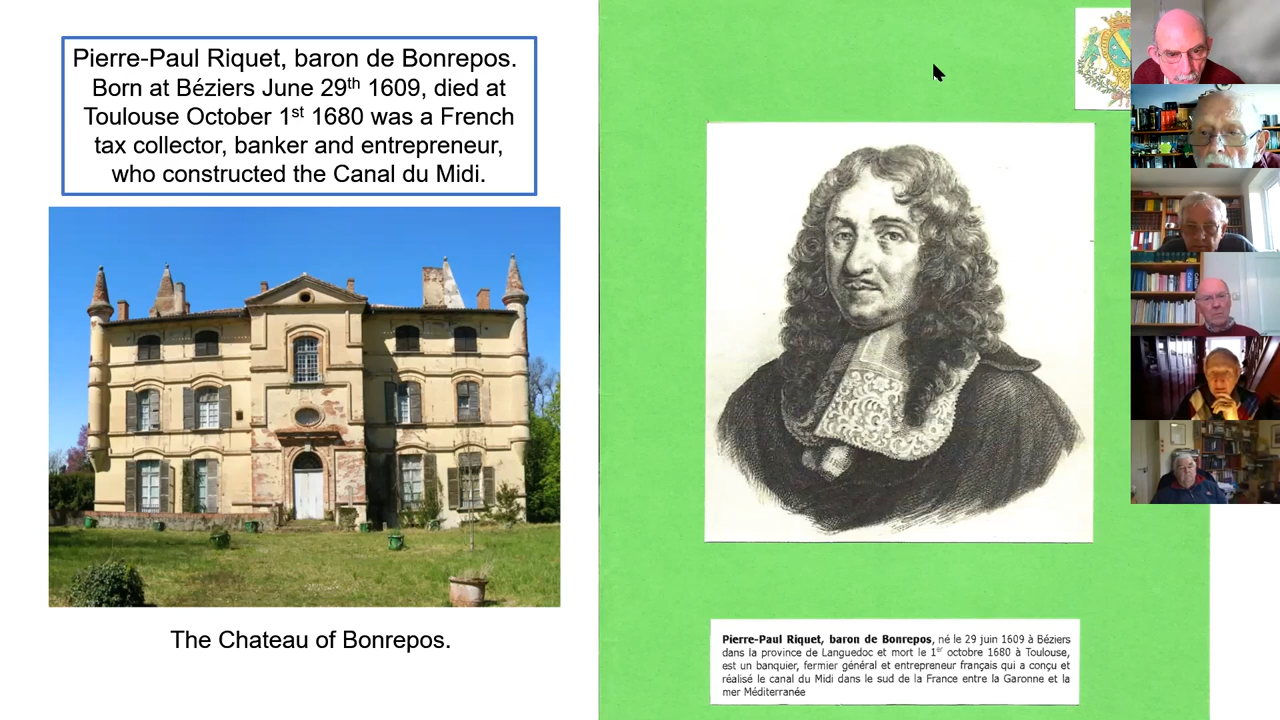 Pierre-Paul Riquet, baron de Bonrepos.
Born at Béziers June 29th 1609, died at
Toulouse October 1st 1680 was a French
tax collector, banker and entrepreneur,
who constructed the Canal du Midi.
The Chateau of Bonrepos.
Pierre-Paul Riquet, baron de Bonrepos, né le 29 juin 1609 à Béziers
dans la province de Languedoc et mort le 1er octobre 1680 à Toulouse,
est un banquier, fermier général et entrepreneur français qui a conçu et
réalisé le canal du Midi dans le sud de la France entre la Garonne et la
mer Méditerranée